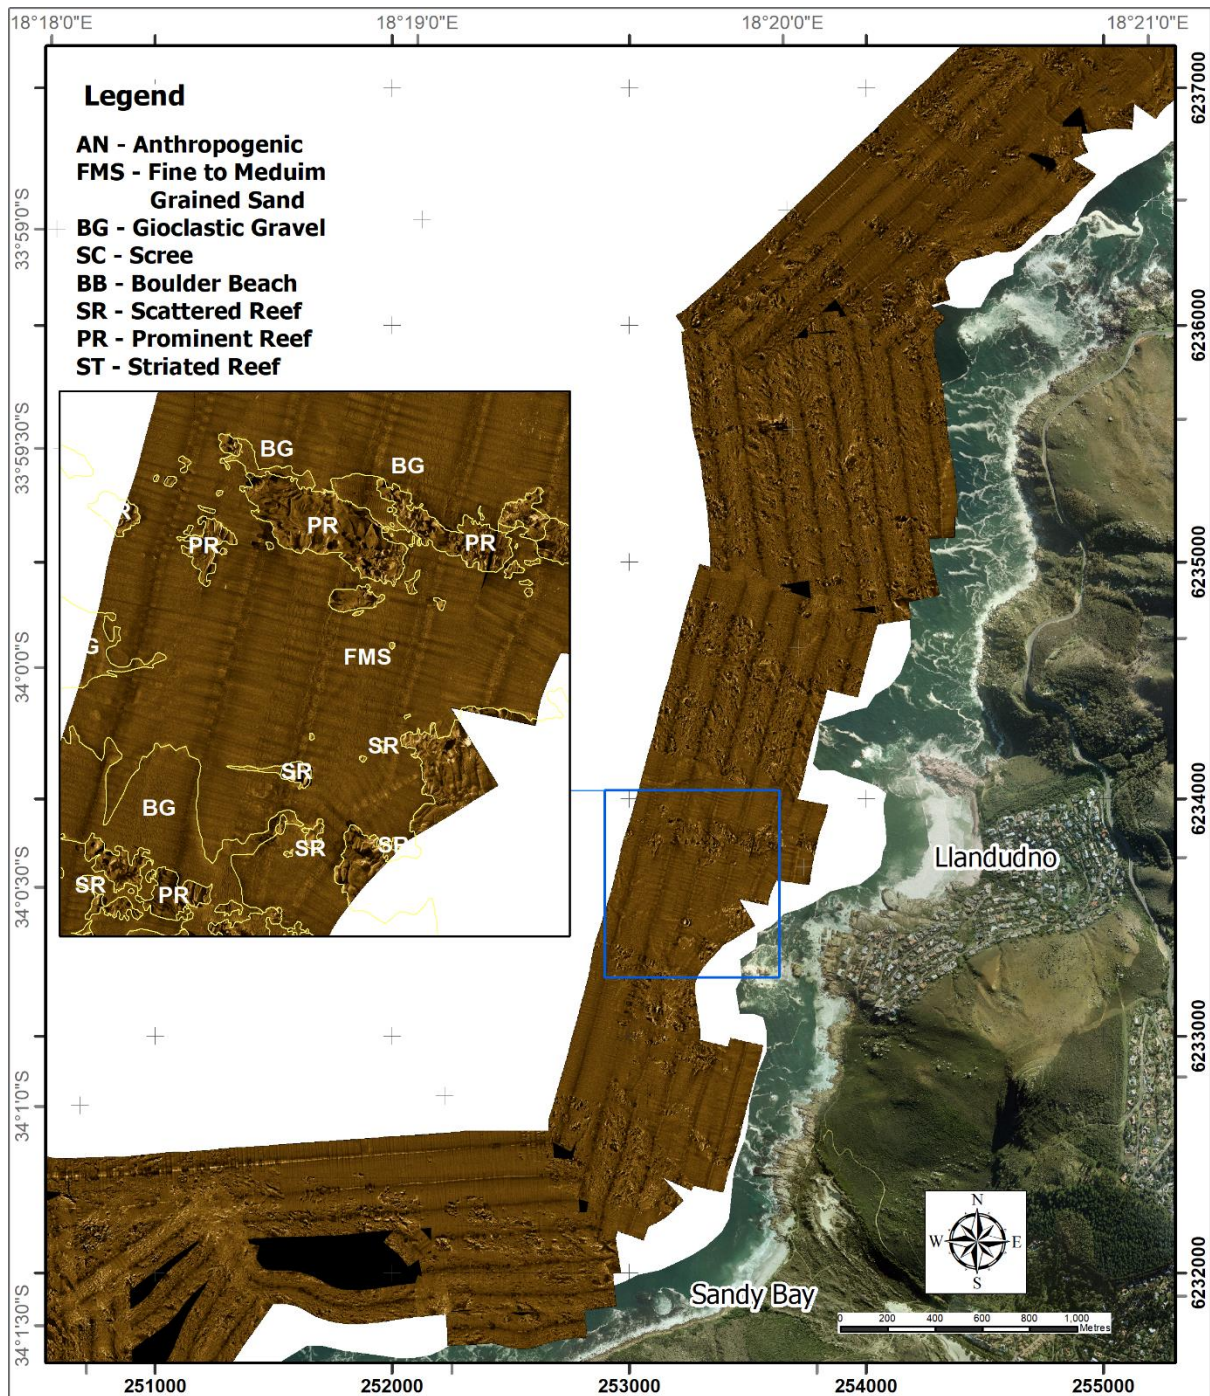 18°18'0"E 18°19'0"E 18°20'0"E 18°21'0"E
Legend
AN - Anthropogenic
FMS - Fine to Meduim
Grained Sand
BG - Gioclastic Gravel
SC - Scree
BB - Boulder Beach
SR - Scattered Reef
PR - Prominent Reef
ST - Striated Reef
33°59'0"S
33°59'30"S
34°0'0"S
34°0'30"S
34°1'0"S
34°1'30"S
BG
BG
R
PR
PR
PR
G
FMS
SR
SR
BG
SR
SR
SR
PR
6237000
6236000
6235000
6234000
6233000
6232000
Llandudno
Sandy Bay
N
W E
S
0 200 400 600 800 1,000
Metres
251000 252000 253000 254000 255000